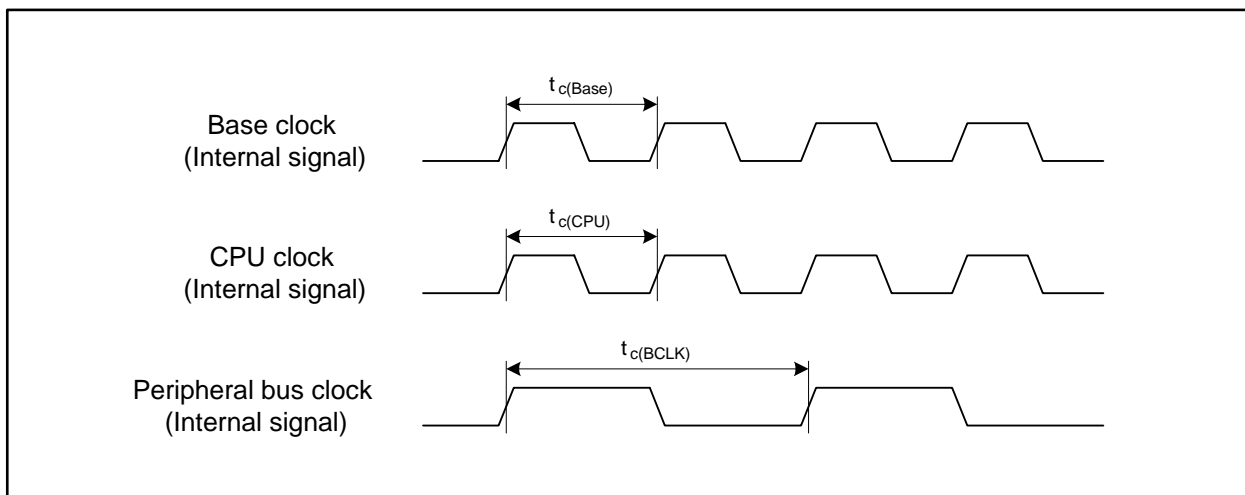 t c(Base)
Base clock
(Internal signal)
t c(CPU)
CPU clock
(Internal signal)
t c(BCLK)
Peripheral bus clock
(Internal signal)